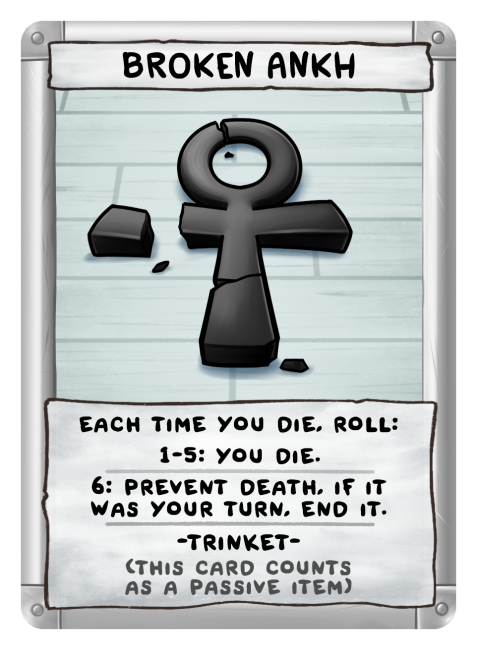 BROKEN ANKH
EACH TIME YOU DIE, ROLL:
1-5: YOU DIE.
6: PREVENT DEATH. IF IT
WAS YOUR TURN, END IT.
-TRINKET-
(THIS CARD COUNTS
AS A PASSIVE ITEM)